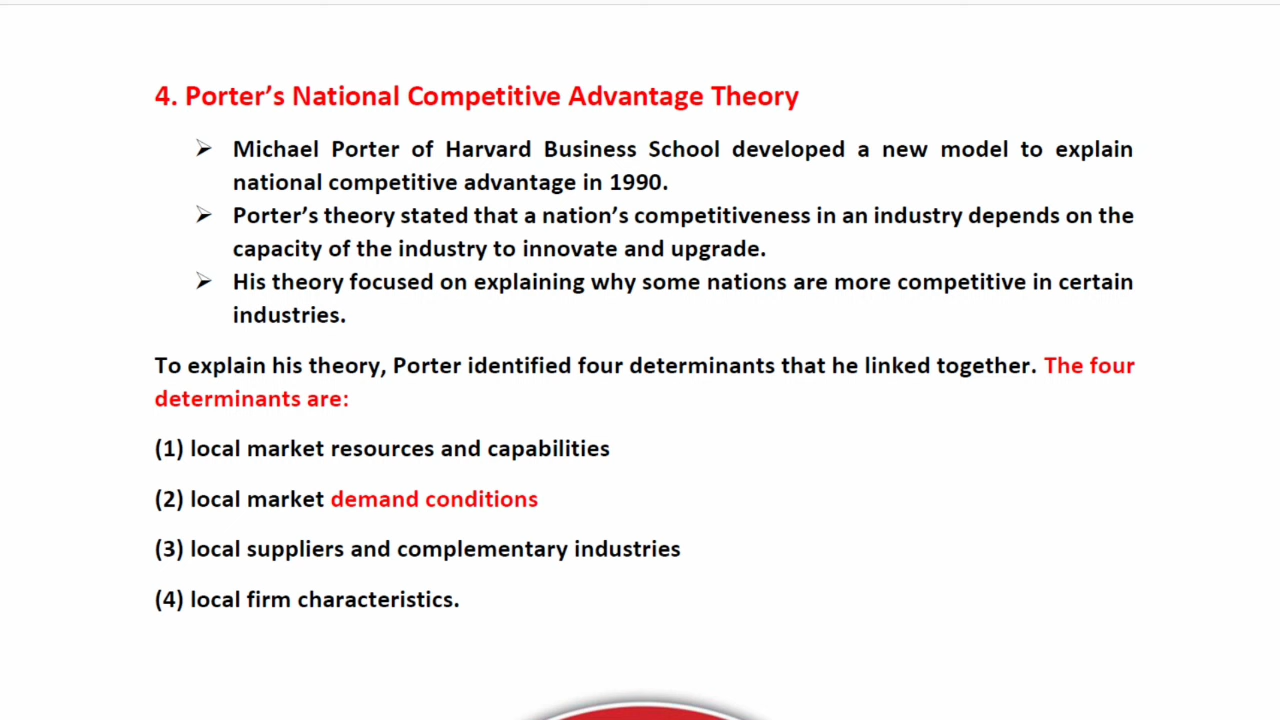 4. Porter’s National Competitive Advantage Theory
➢ Michael Porter of Harvard Business School developed a new model to explain
national competitive advantage in 1990.
➢ Porter’s theory stated that a nation’s competitiveness in an industry depends on the
capacity of the industry to innovate and upgrade.
➢ His theory focused on explaining why some nations are more competitive in certain
industries.
To explain his theory, Porter identified four determinants that he linked together. The four
determinants are:
(1) local market resources and capabilities
(2) local market demand conditions
(3) local suppliers and complementary industries
(4) local firm characteristics.